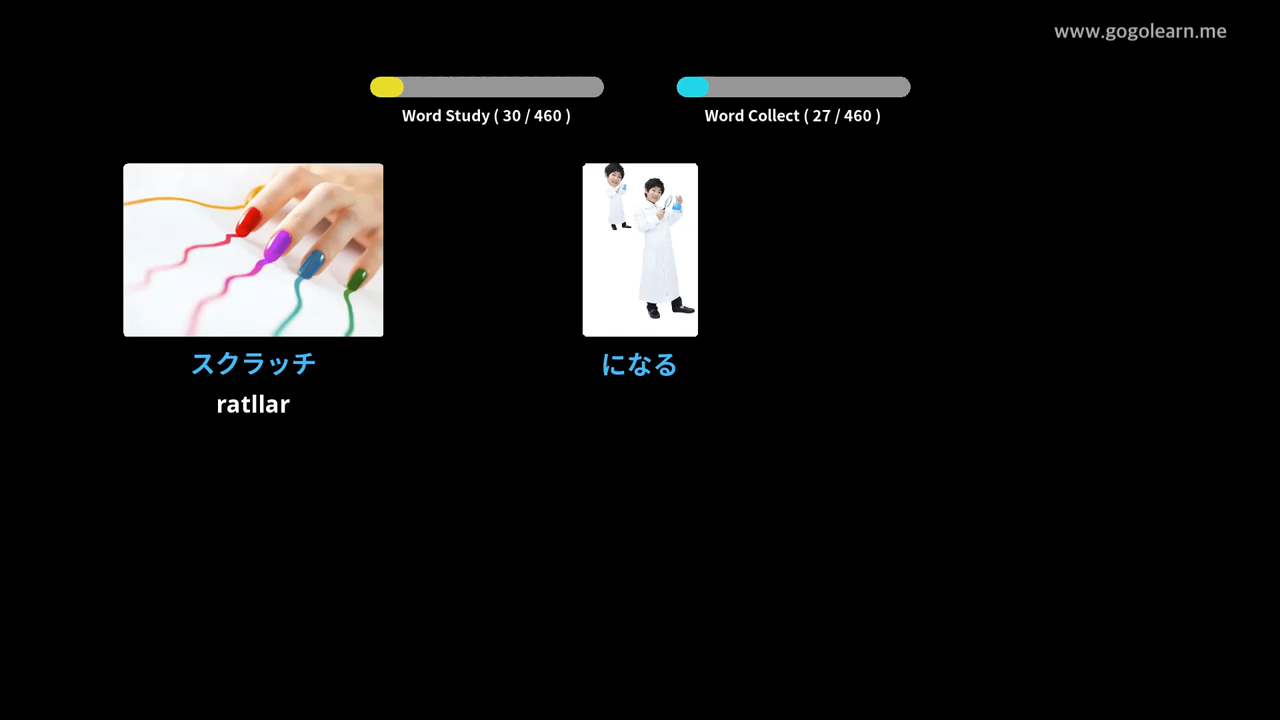 www.gogolearn.me
Word Study ( 30 / 460 )
Word Collect ( 27 / 460 )
スクラッチ
ratllar
になる